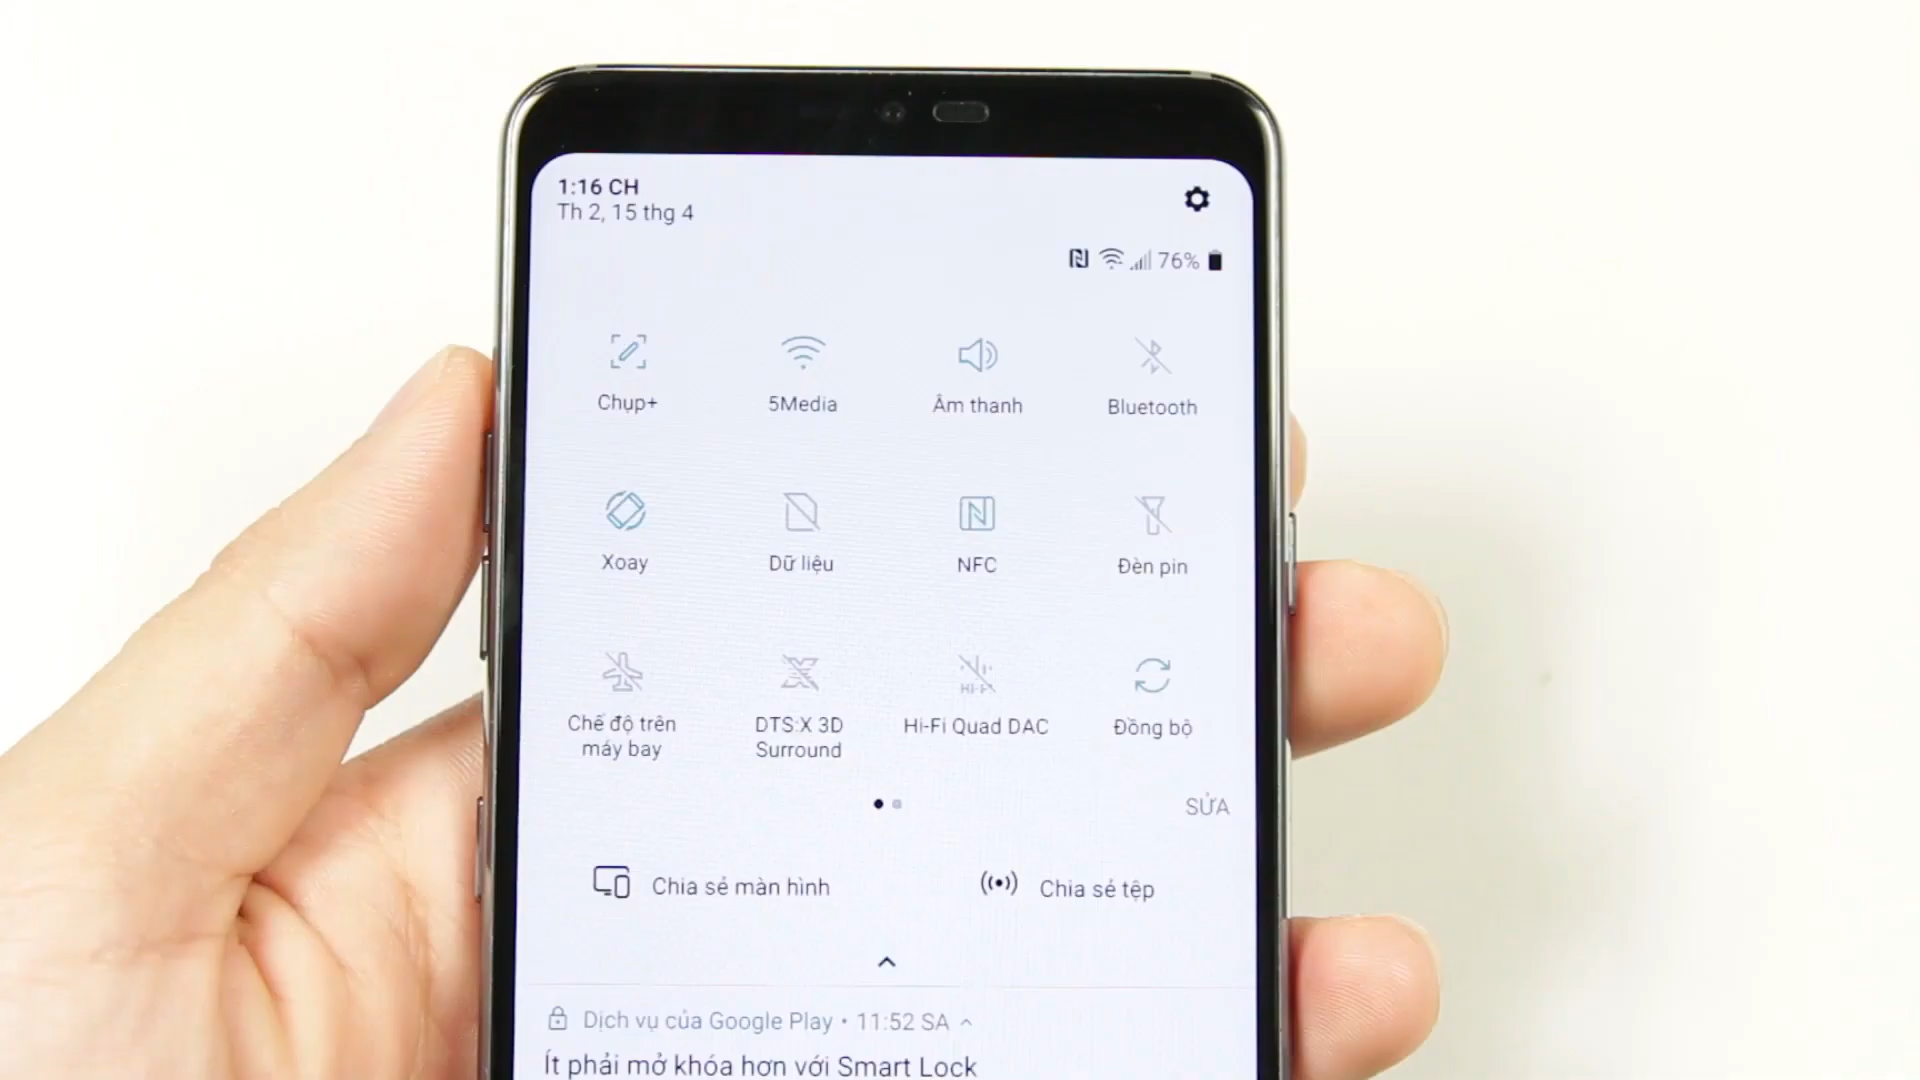 1:16 CH
Th 2, 15 thg 4
76%
Chụp+
5Media
Âm thanh
Bluetooth
Xoay
Dữ liệu
NFC
Đèn pin
Chế độ trên
máy bay
DTS:X 3D
Surround
HI-FI
Hi-Fi Quad DAC
Đồng bộ
SỬA
Chia sẻ màn hình
Chia sẻ tệp
Dịch vụ của Google Play • 11:52 SA
Ít phải mở khóa hơn với Smart Lock